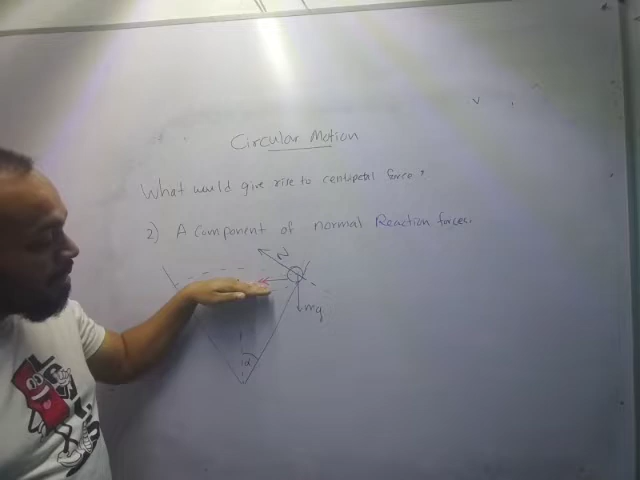 Circular Motion
What would give rise to centripetal force?
2) A component of normal Reaction forces.
N
mg
α